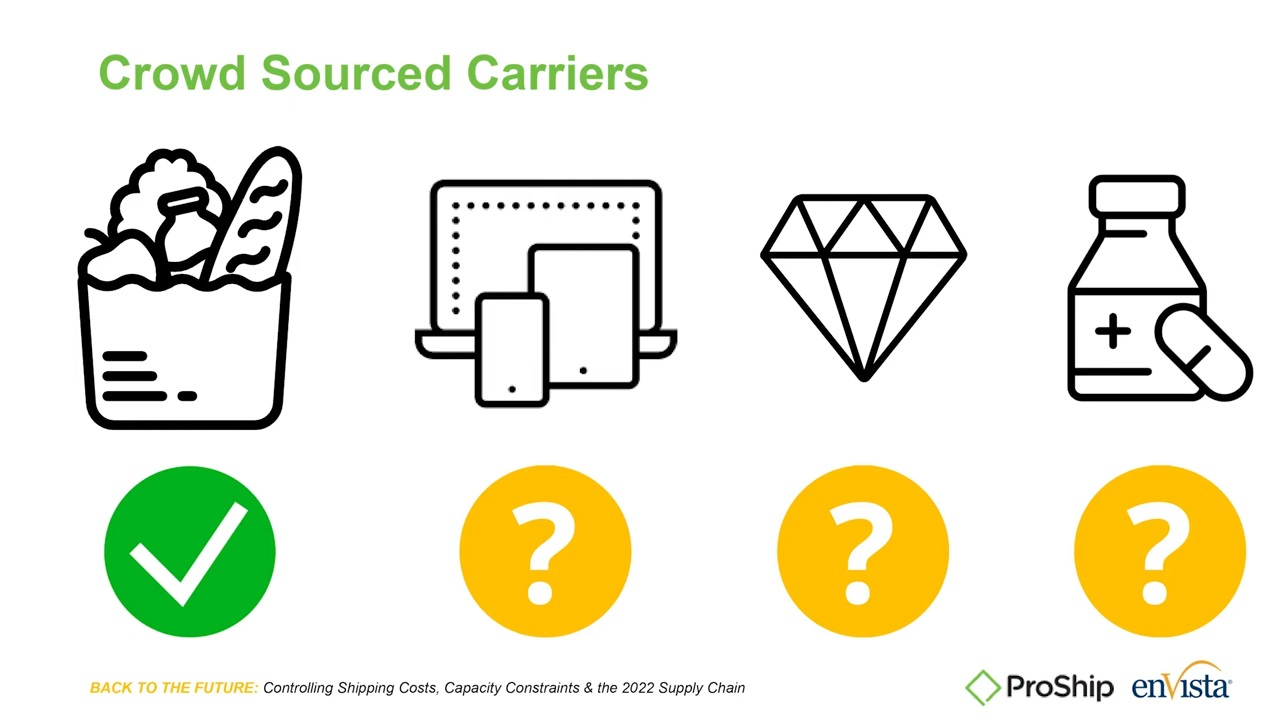 Crowd Sourced Carriers
? ? ?
BACK TO THE FUTURE: Controlling Shipping Costs, Capacity Constraints & the 2022 Supply Chain
ProShip enVista®